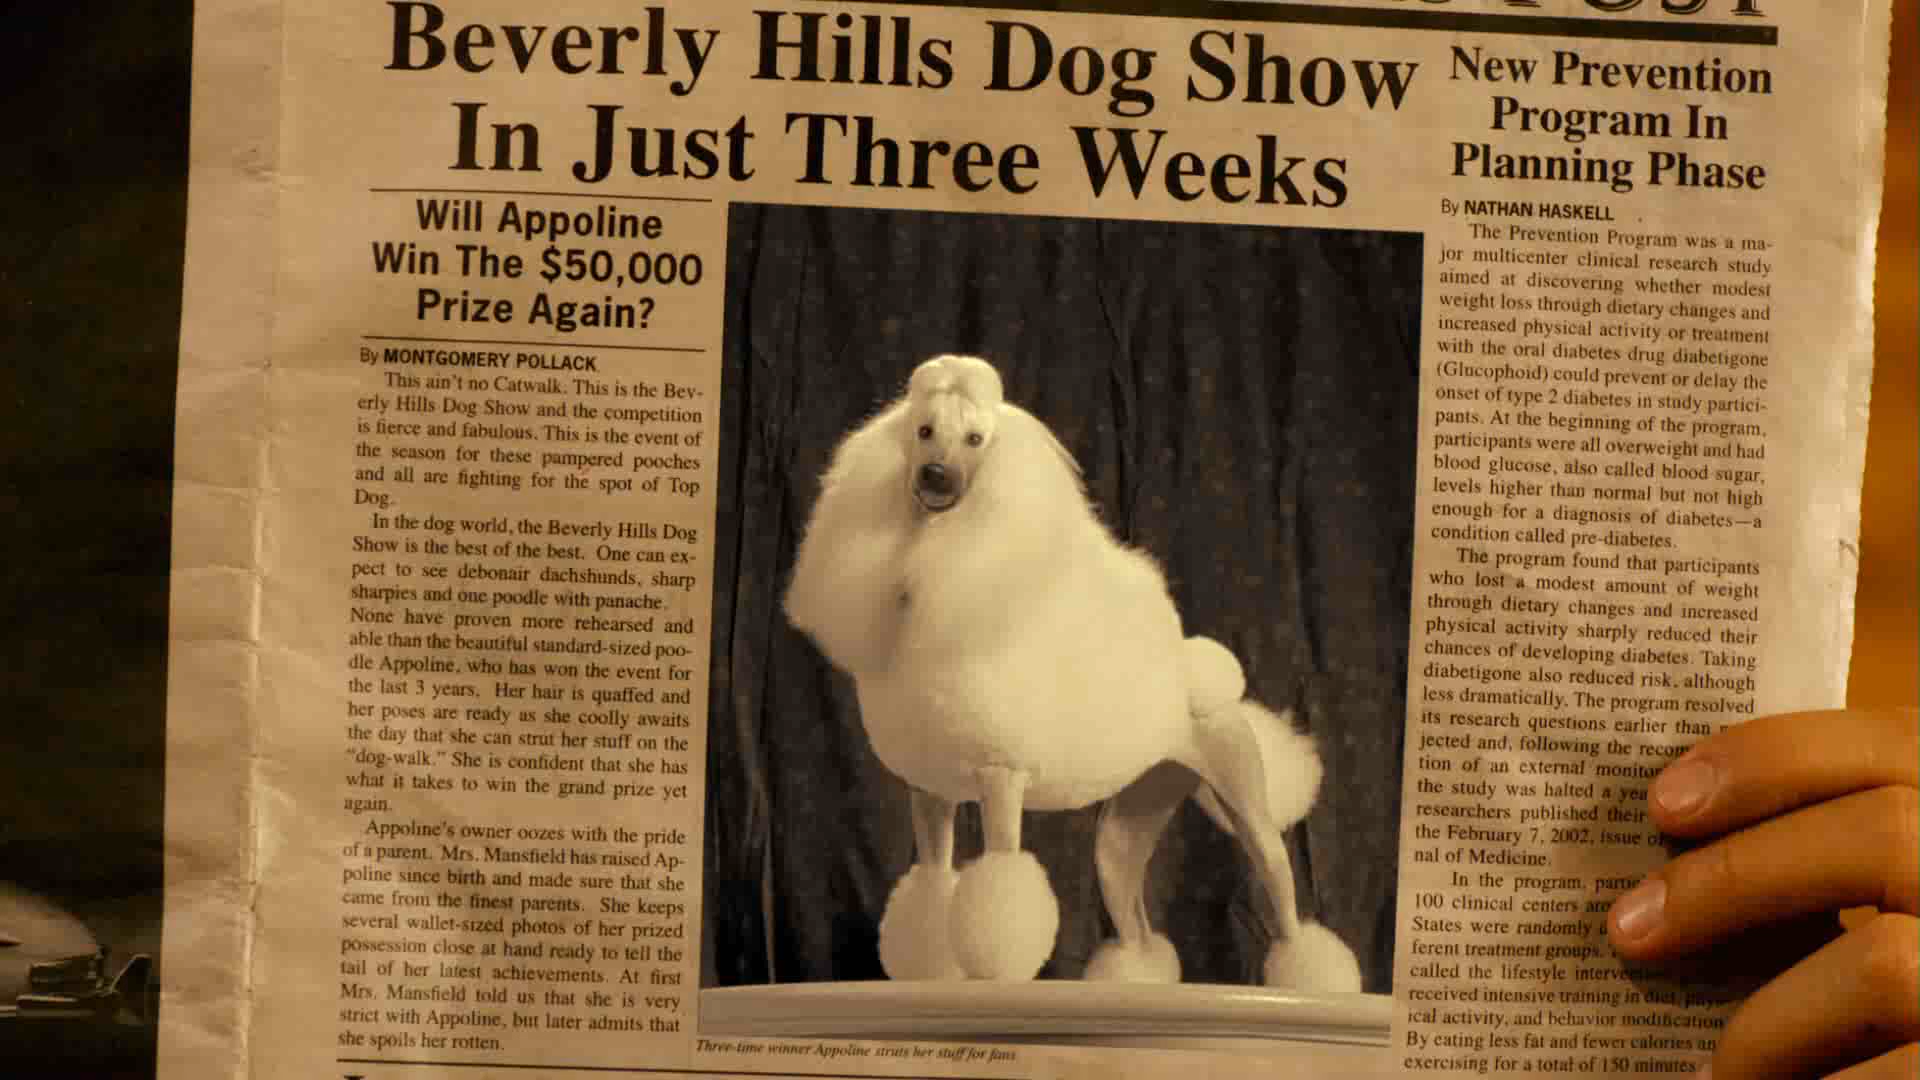 POST
Beverly Hills Dog Show
In Just Three Weeks
Will Appoline
Win The $50,000
Prize Again?
By MONTGOMERY POLLACK
This ain't no Catwalk. This is the Bev-
erly Hills Dog Show and the competition
is fierce and fabulous. This is the event of
the season for these pampered pooches
and all are fighting for the spot of Top
Dog.
In the dog world, the Beverly Hills Dog
Show is the best of the best. One can ex-
pect to see debonair dachshunds, sharp
sharpies and one poodle with panache.
None have proven more rehearsed and
able than the beautiful standard-sized poo-
dle Appoline, who has won the event for
the last 3 years. Her hair is quaffed and
her poses are ready as she coolly awaits
the day that she can strut her stuff on the
"dog-walk." She is confident that she has
what it takes to win the grand prize yet
again.
Appoline's owner oozes with the pride
of a parent. Mrs. Mansfield has raised Ap-
poline since birth and made sure that she
came from the finest parents. She keeps
several wallet-sized photos of her prized
possession close at hand ready to tell the
tail of her latest achievements. At first
Mrs. Mansfield told us that she is very
strict with Appoline, but later admits that
she spoils her rotten.
Three-time winner Appoline struts her stuff for fans
New Prevention
Program In
Planning Phase
By NATHAN HASKELL
The Prevention Program was a ma-
jor multicenter clinical research study
aimed at discovering whether modest
weight loss through dietary changes and
increased physical activity or treatment
with the oral diabetes drug diabetigone
(Glucophoid) could prevent or delay the
onset of type 2 diabetes in study partici-
pants. At the beginning of the program,
participants were all overweight and had
blood glucose, also called blood sugar,
levels higher than normal but not high
enough for a diagnosis of diabetes—a
condition called pre-diabetes.
The program found that participants
who lost a modest amount of weight
through dietary changes and increased
physical activity sharply reduced their
chances of developing diabetes. Taking
diabetigone also reduced risk, although
less dramatically. The program resolved
its research questions earlier than
jected and, following the
tion of an external
the study was halted a
researchers published their
the February 7, 2002, issue
nal of Medicine.
In the program,
100 clinical centers
States were randomly
ferent treatment groups.
called the lifestyle
received intensive training in diet,
ical activity, and behavior modification
By eating less fat and fewer calories
exercising for a total of 150 minutes